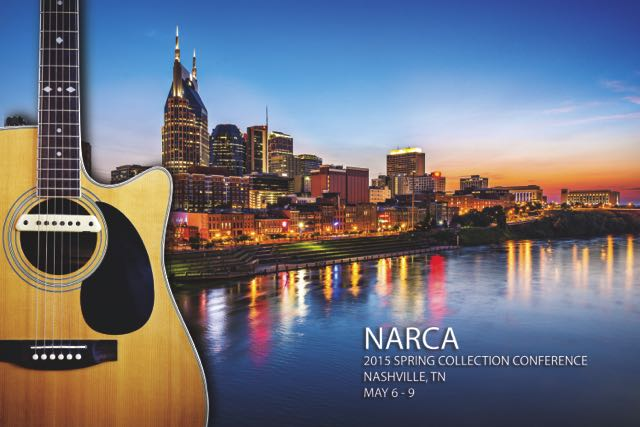 NARCA
2015 SPRING COLLECTION CONFERENCE
NASHVILLE, TN
MAY 6 - 9